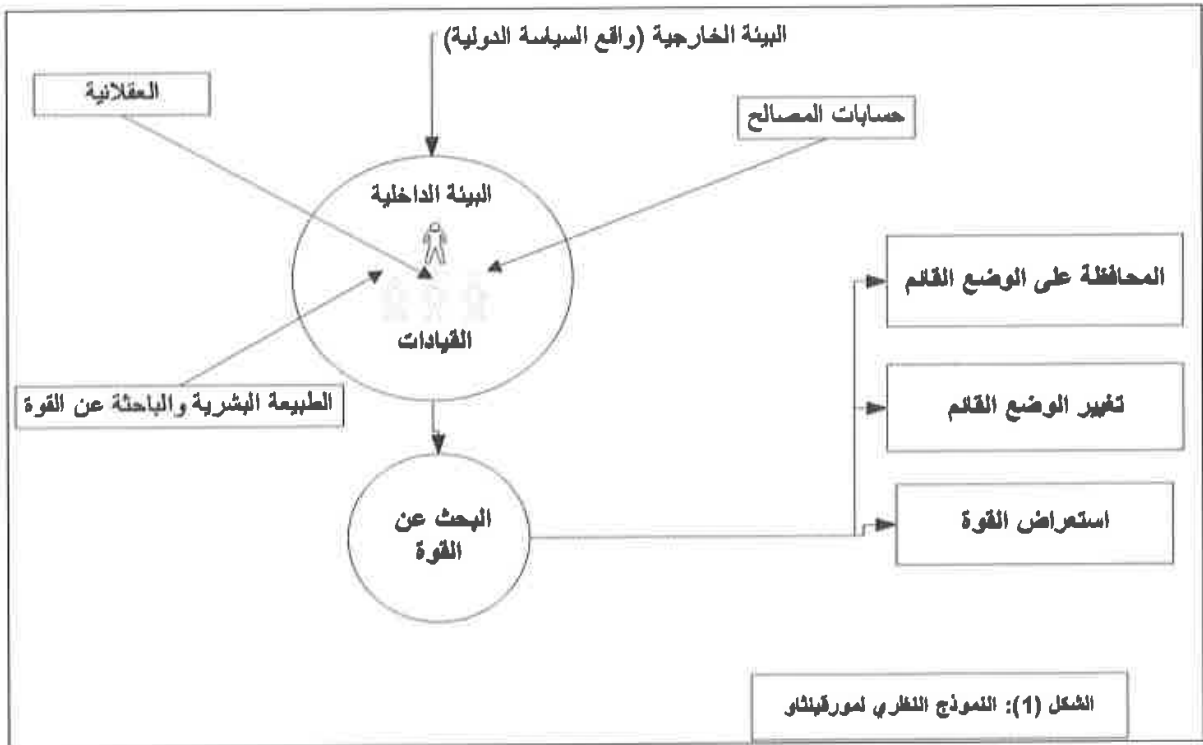 البيئة الخارجية (واقع السياسة الدولية)
العقلانية
حسابات المصالح
البيئة الداخلية
القيادات
الطبيعة البشرية والباحثة عن القوة
المحافظة على الوضع القائم
تغيير الوضع القائم
استعراض القوة
البحث عن
القوة
الشكل (1): النموذج النظري لمورقينثاو